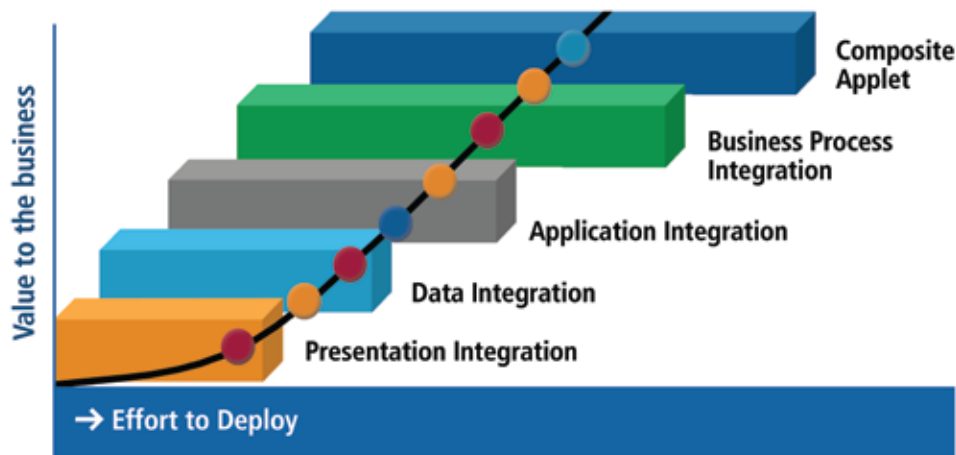 Value to the business
Composite
Applet
Business Process
Integration
Application Integration
Data Integration
Presentation Integration
→ Effort to Deploy